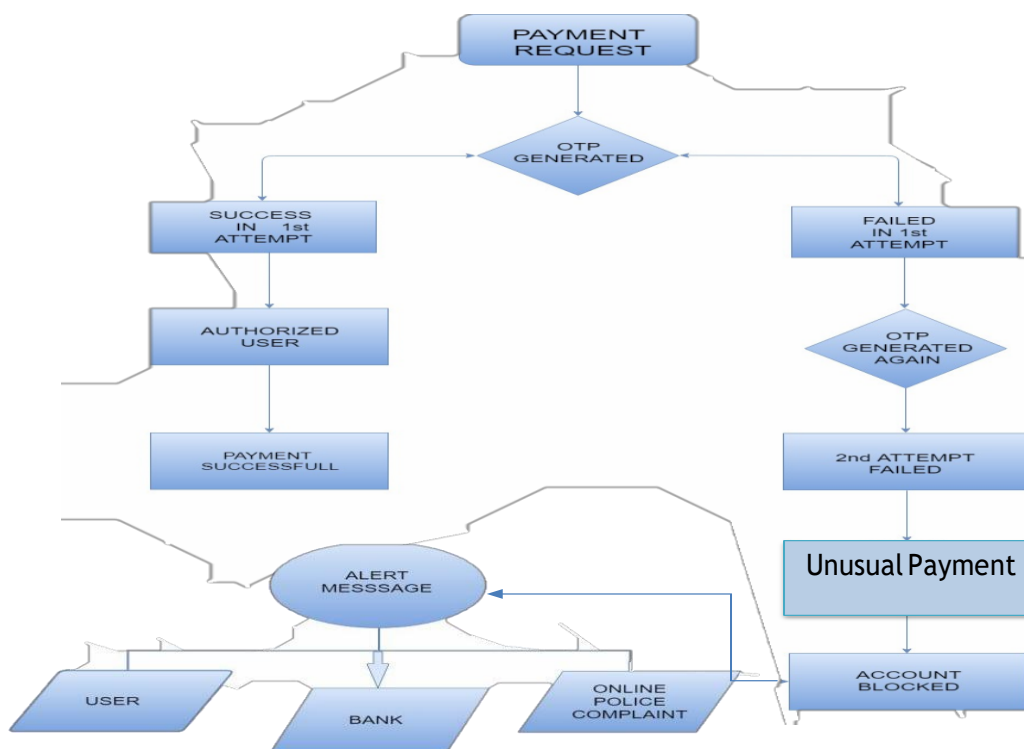 PAYMENT
REQUEST
OTP
GENERATED
SUCCESS
IN 1st
ATTEMPT
FAILED
IN 1st
ATTEMPT
AUTHORIZED
USER
OTP
GENERATED
AGAIN
PAYMENT
SUCCESSFULL
2nd ATTEMPT
FAILED
Unusual Payment
ALERT
MESSSAGE
ACCOUNT
BLOCKED
USER
BANK
ONLINE
POLICE
COMPLAINT